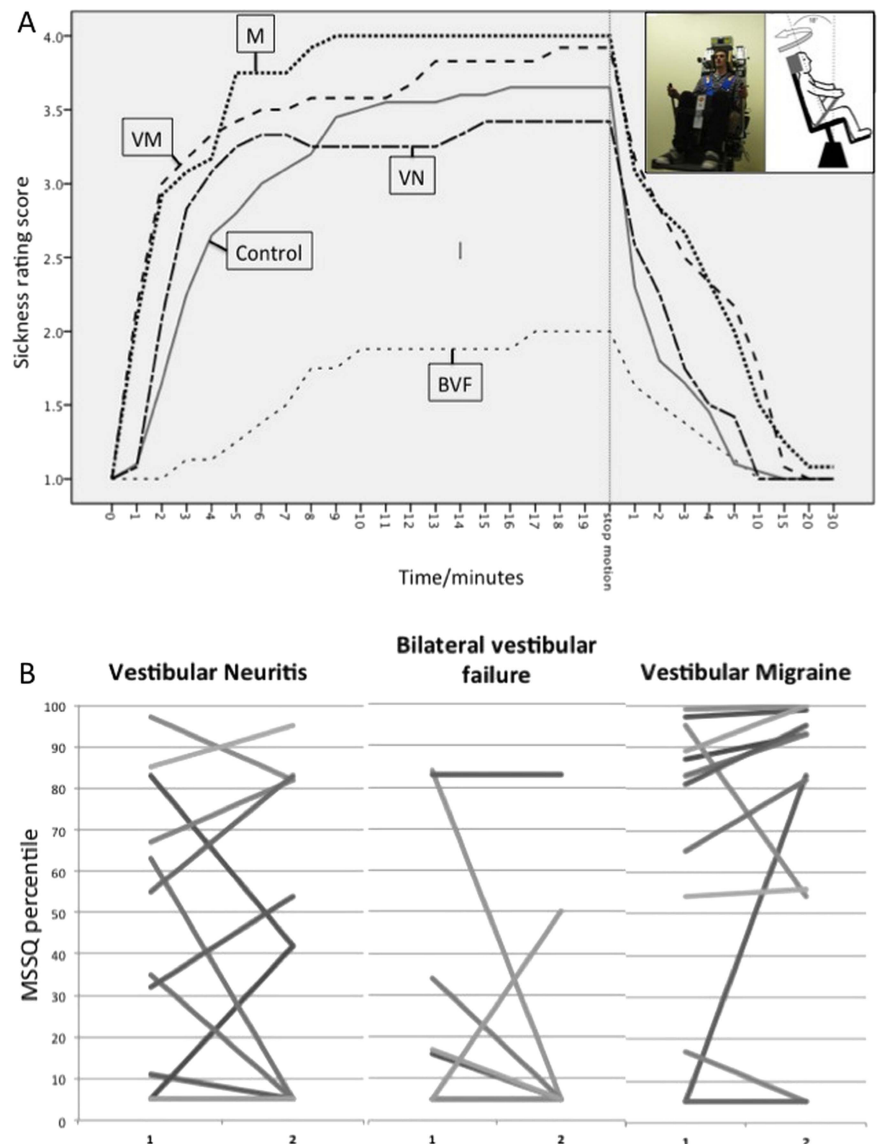 A
M
VM
VN
Control
BVF
18°
Sickness rating score
4.0
3.5
3.0
2.5
2.0
1.5
1.0
0 1 2 3 4 5 6 7 8 9 10 11 12 13 14 15 16 17 18 19 stop motion 1 2 3 4 5 10 15 20 30
Time/minutes
B
Vestibular Neuritis
Bilateral vestibular
failure
Vestibular Migraine
MSSQ percentile
100
90
80
70
60
50
40
30
20
10
0
1 2 1 2 1 2